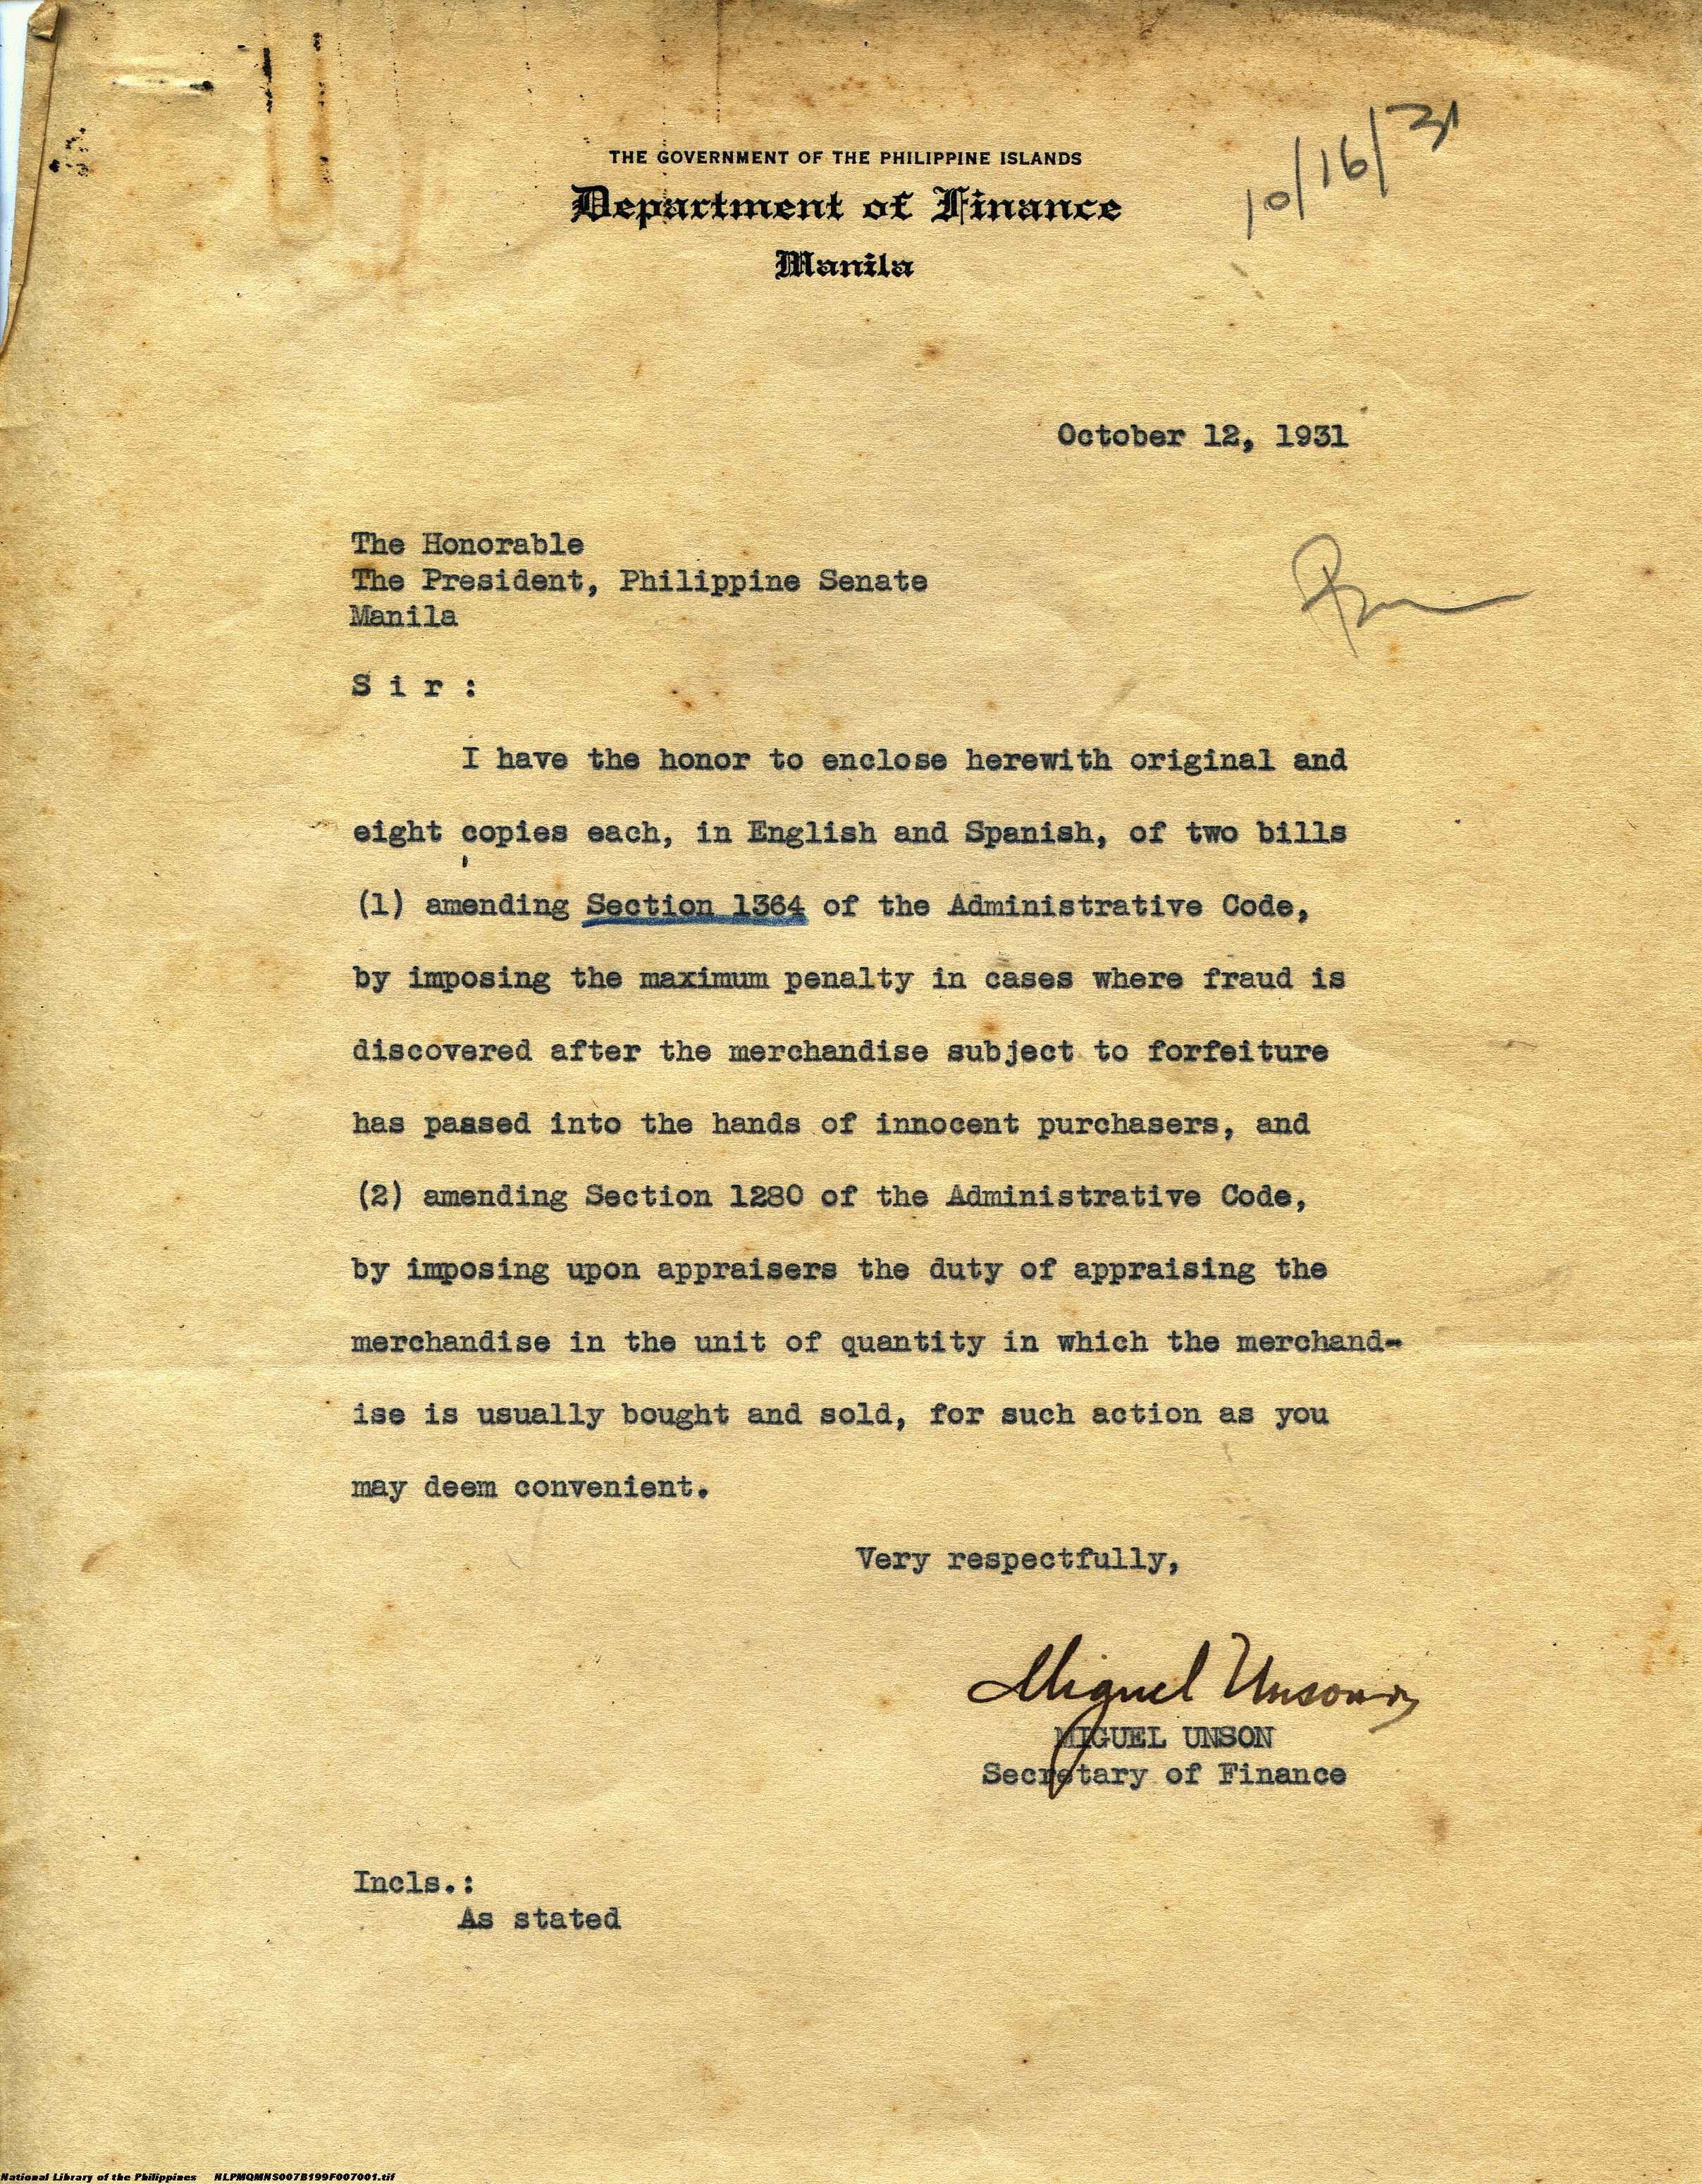 10/16/31
THE GOVERNMENT OF THE PHILIPPINE ISLANDS
Department of Finance
Manila
October 12, 1931
The Honorable
The President, Philippine Senate
Manila
S i r :
I have the honor to enclose herewith original and
eight copies each, in English and Spanish, of two bills
(1) amending Section 1364 of the Administrative Code,
by imposing the maximum penalty in cases where fraud is
discovered after the merchandise subject to forfeiture
has passed into the hands of innocent purchasers, and
(2) amending Section 1280 of the Administrative Code,
by imposing upon appraisers the duty of appraising the
merchandise in the unit of quantity in which the merchand-
ise is usually bought and sold, for such action as you
may deem convenient.
Very respectfully,
Miguel Unson
MIGUEL UNSON
Secretary of Finance
Incls.:
As stated
National Library of the Philippines NLPMQMNS007B199F007001.tif